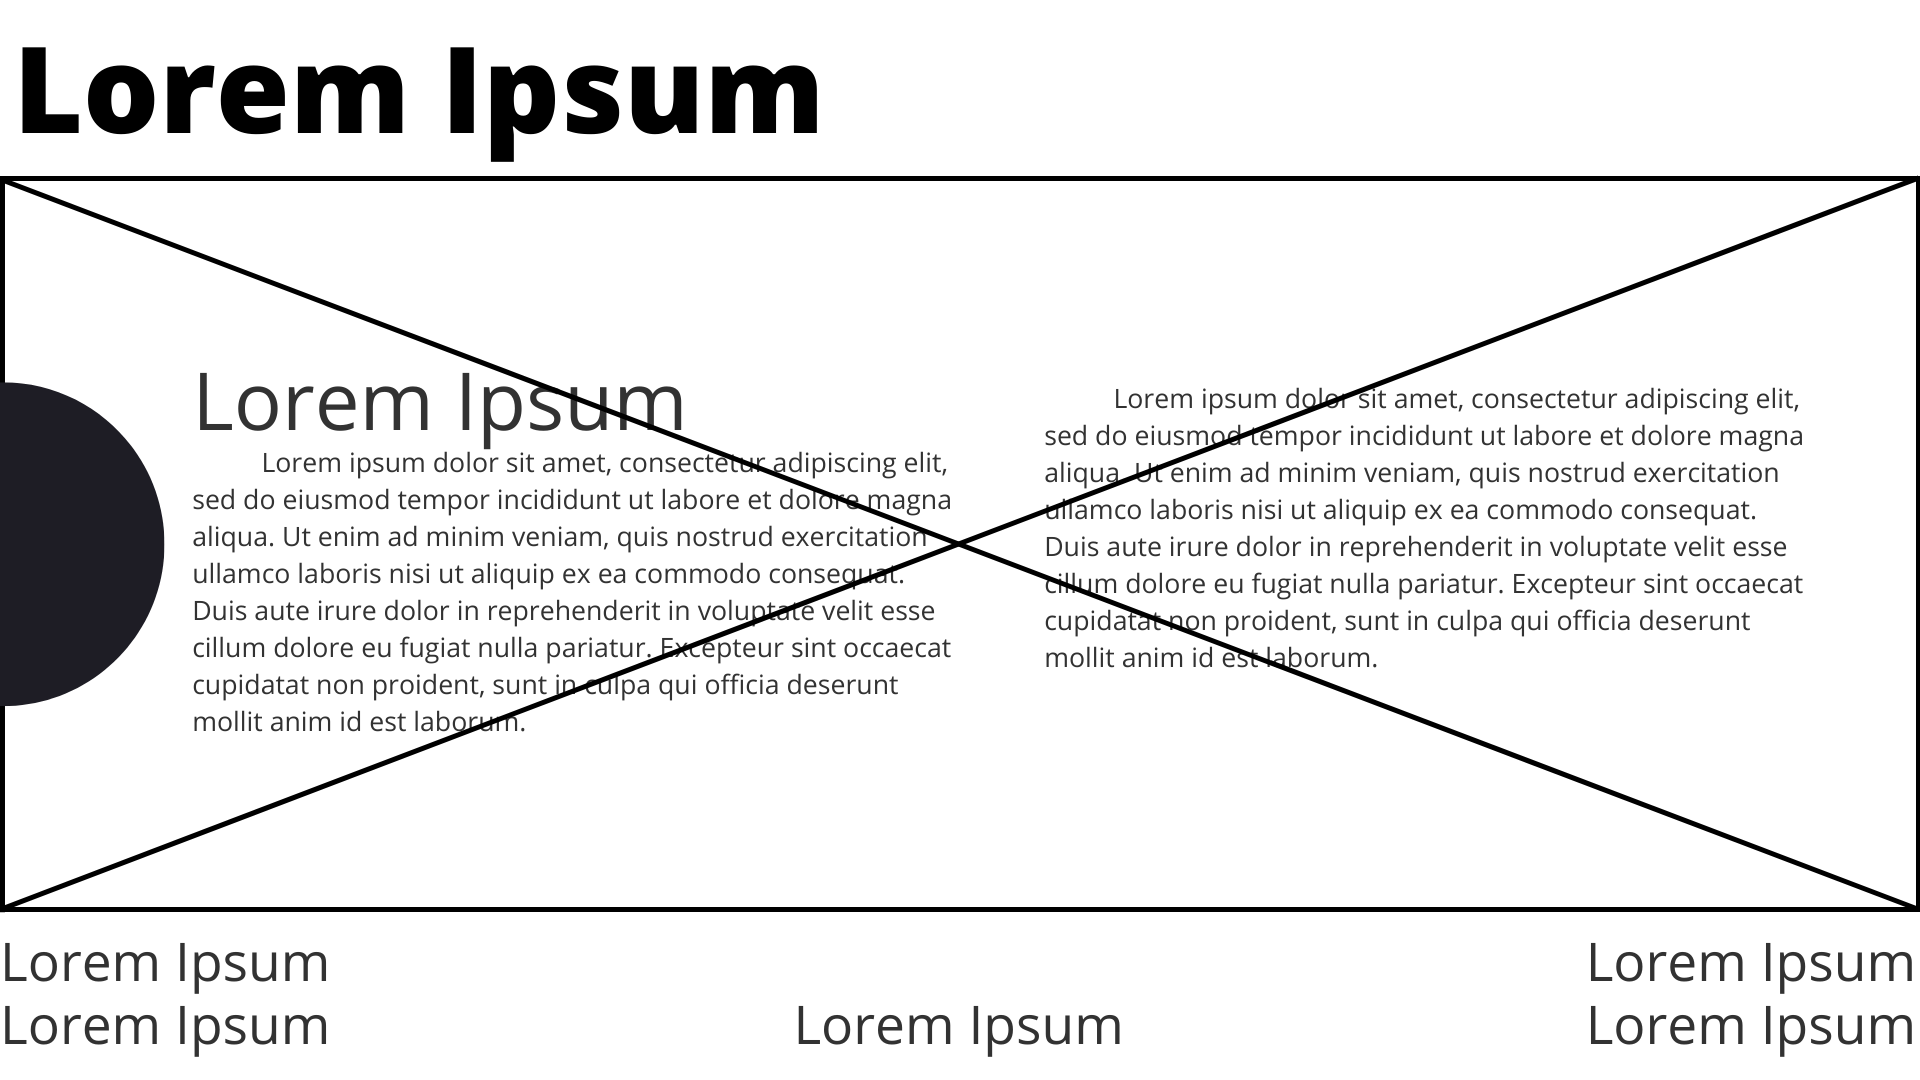 Lorem Ipsum
Lorem Ipsum
Lorem ipsum dolor sit amet, consectetur adipiscing elit,
sed do eiusmod tempor incididunt ut labore et dolore magna
aliqua. Ut enim ad minim veniam, quis nostrud exercitation
ullamco laboris nisi ut aliquip ex ea commodo consequat.
Duis aute irure dolor in reprehenderit in voluptate velit esse
cillum dolore eu fugiat nulla pariatur. Excepteur sint occaecat
cupidatat non proident, sunt in culpa qui officia deserunt
mollit anim id est laborum.
Lorem ipsum dolor sit amet, consectetur adipiscing elit,
sed do eiusmod tempor incididunt ut labore et dolore magna
aliqua. Ut enim ad minim veniam, quis nostrud exercitation
ullamco laboris nisi ut aliquip ex ea commodo consequat.
Duis aute irure dolor in reprehenderit in voluptate velit esse
cillum dolore eu fugiat nulla pariatur. Excepteur sint occaecat
cupidatat non proident, sunt in culpa qui officia deserunt
mollit anim id est laborum.
Lorem Ipsum
Lorem Ipsum
Lorem Ipsum
Lorem Ipsum
Lorem Ipsum